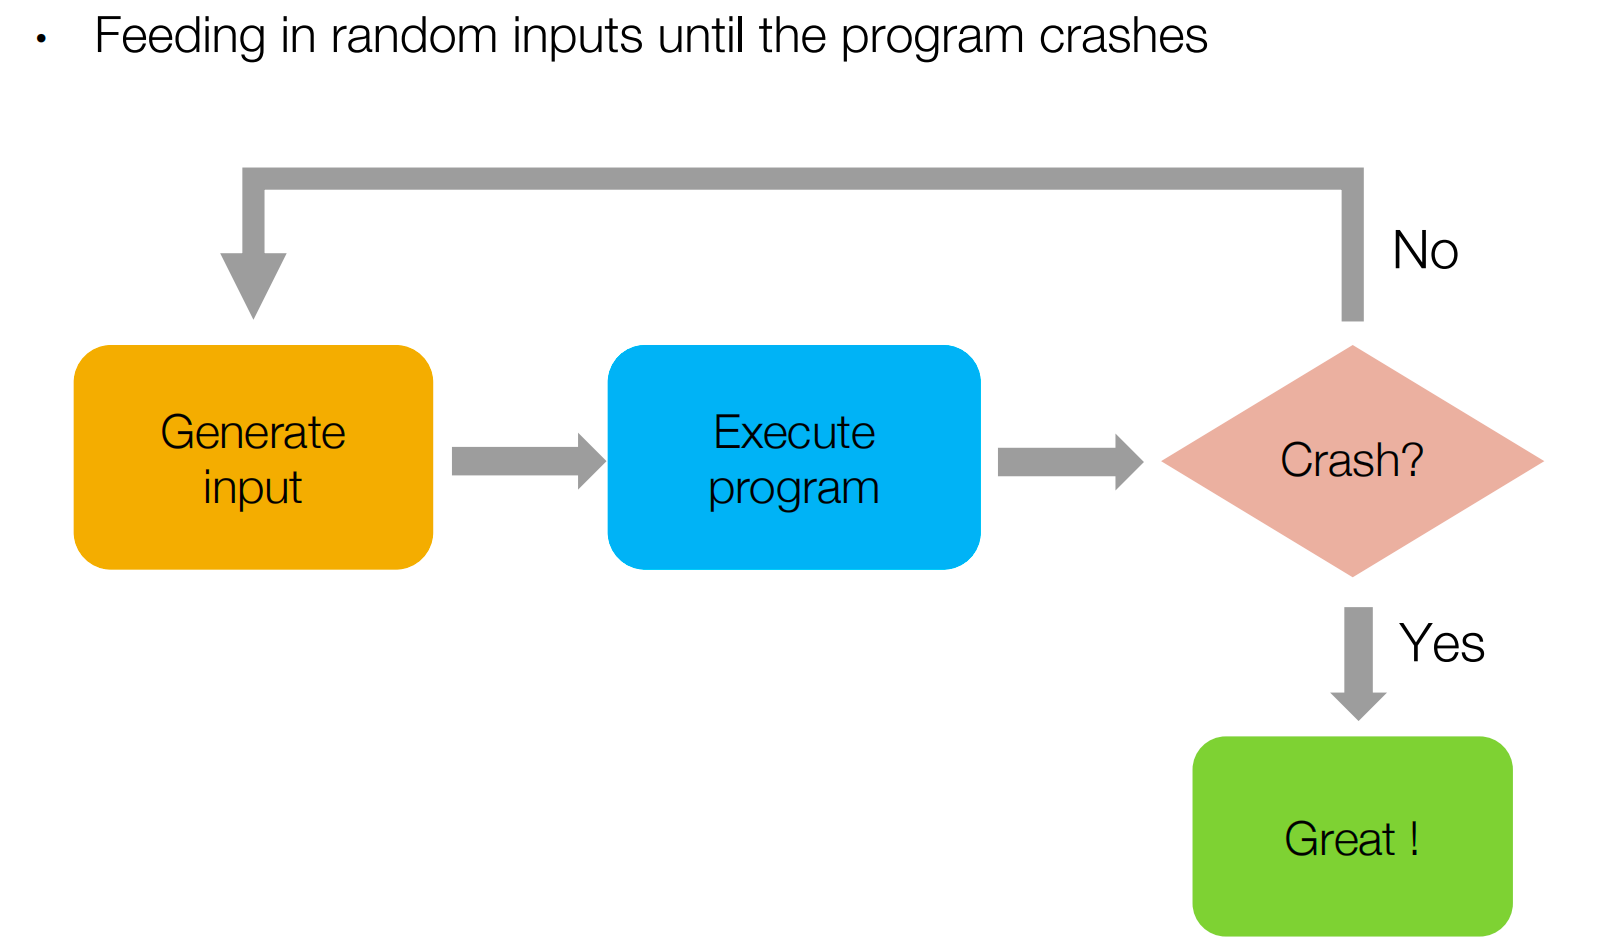 • Feeding in random inputs until the program crashes
No
Generate
input
Execute
program
Crash?
Yes
Great !